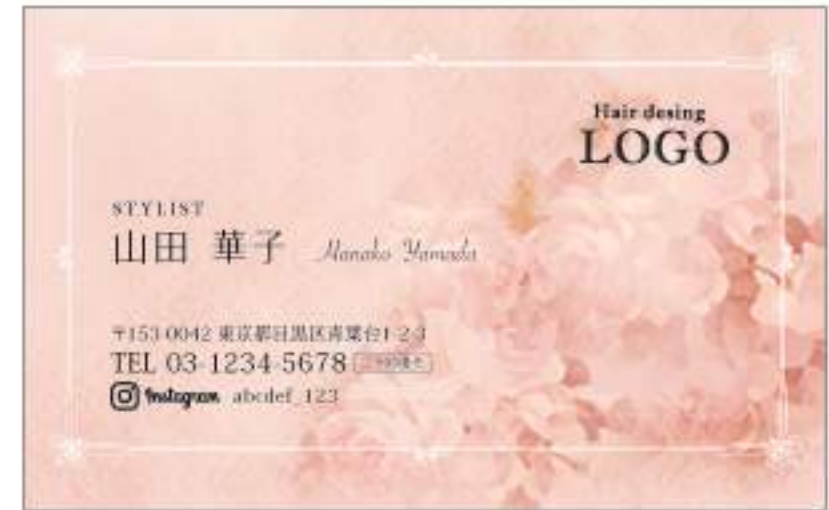 Hair desing
LOGO
STYLIST
山田 華子 Hanako Yamada
〒153-0042 東京都目黒区青葉台1-2-3
TEL 03-1234-5678
Instagram abcdef_123